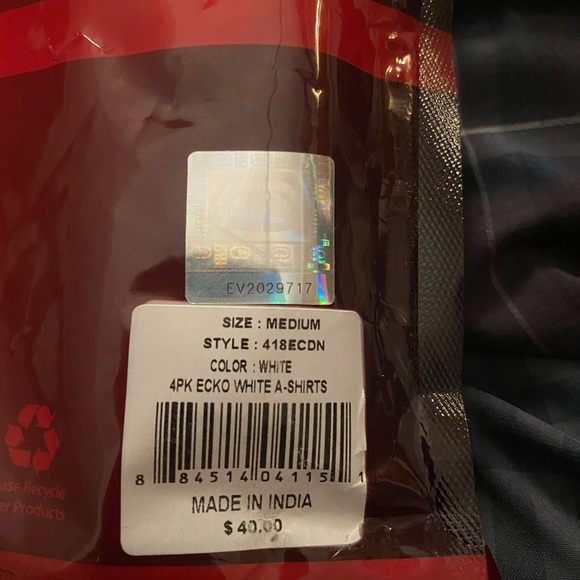 EV2029717
SIZE : MEDIUM
STYLE : 418ECDN
COLOR : WHITE
4PK ECKO WHITE A-SHIRTS
8 84514 04115 1
MADE IN INDIA
$ 40.00
ase Recycle
er Products